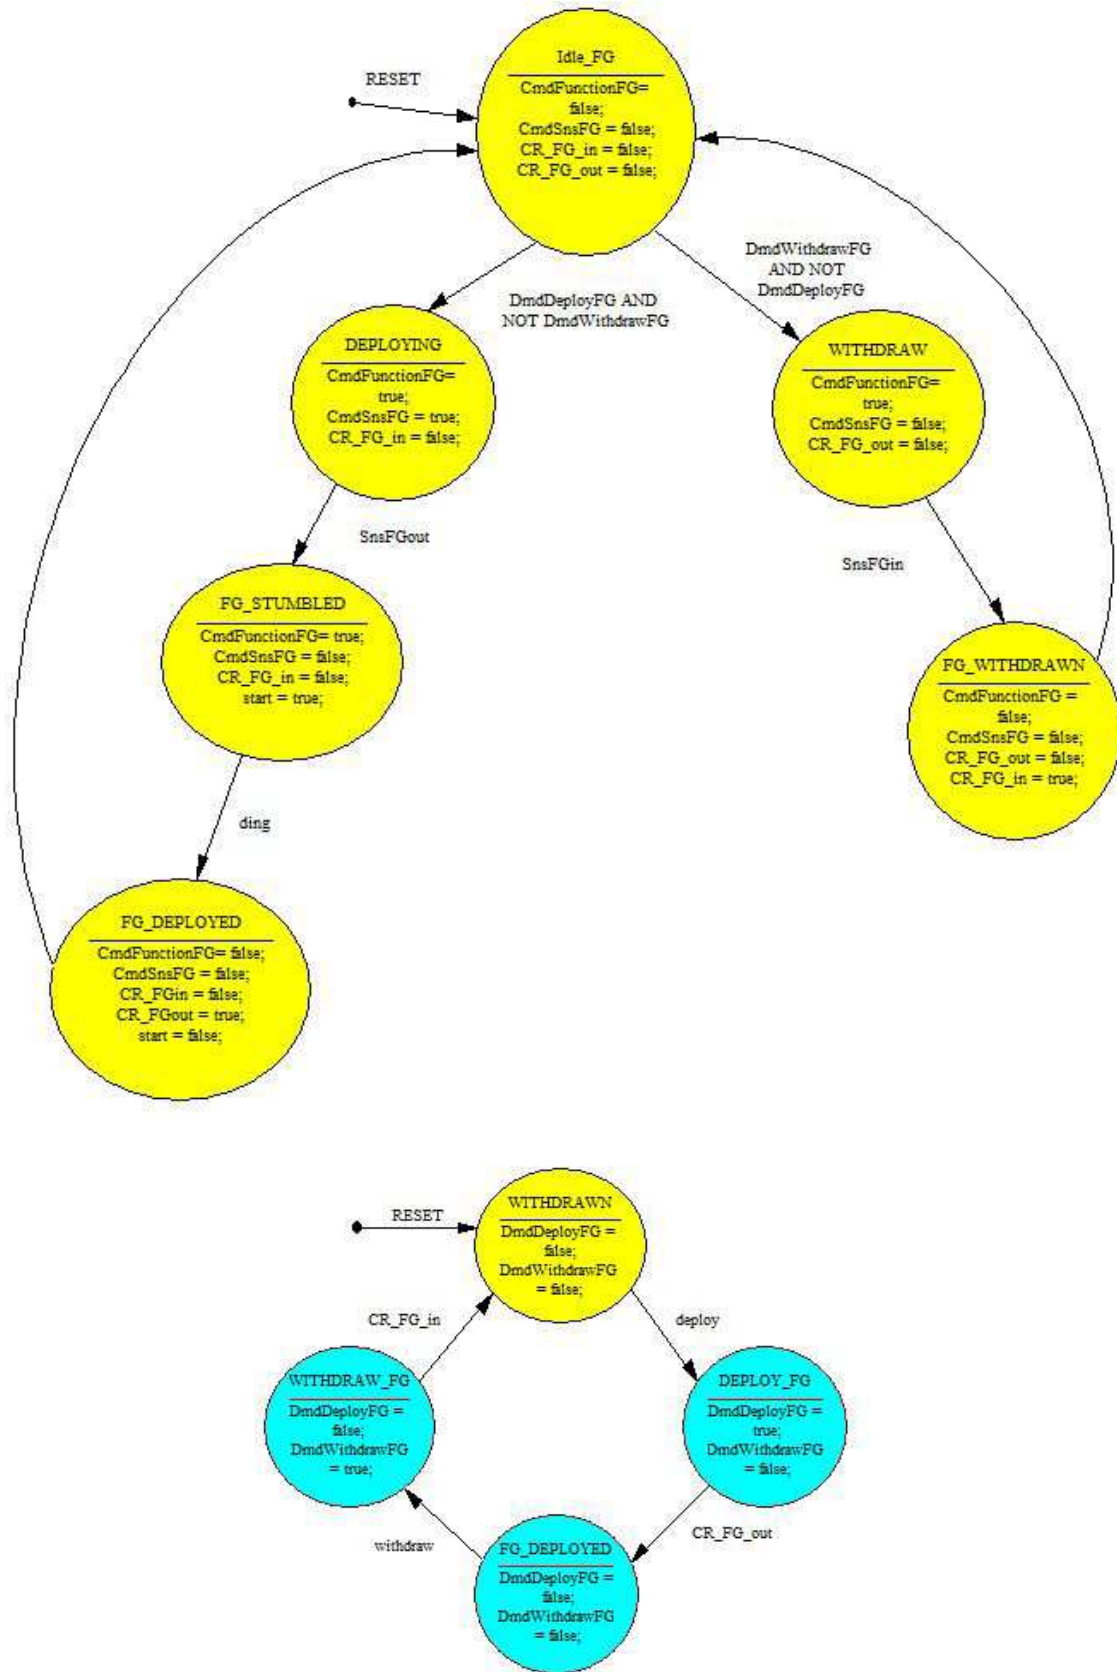 Idle_FG
CmdFunctionFG=
false;
CmdSnsFG = false;
CR_FG_in = false;
CR_FG_out = false;
RESET
DmdDeployFG AND
NOT DmdWithdrawFG
DmdWithdrawFG
AND NOT
DmdDeployFG
DEPLOYING
CmdFunctionFG=
true;
CmdSnsFG = true;
CR_FG_in = false;
WITHDRAW
CmdFunctionFG=
true;
CmdSnsFG = false;
CR_FG_out = false;
SnsFGout
SnsFGin
FG_STUMBLED
CmdFunctionFG= true;
CmdSnsFG = false;
CR_FG_in = false;
start = true;
FG_WITHDRAWN
CmdFunctionFG =
false;
CmdSnsFG = false;
CR_FG_out = false;
CR_FG_in = true;
ding
FG_DEPLOYED
CmdFunctionFG= false;
CmdSnsFG = false;
CR_FGin = false;
CR_FGout = true;
start = false;
RESET
WITHDRAWN
DmdDeployFG =
false;
DmdWithdrawFG
= false;
CR_FG_in
deploy
WITHDRAW_FG
DmdDeployFG =
false;
DmdWithdrawFG
= true;
DEPLOY_FG
DmdDeployFG =
true;
DmdWithdrawFG
= false;
withdraw
CR_FG_out
FG_DEPLOYED
DmdDeployFG =
false;
DmdWithdrawFG
= false;